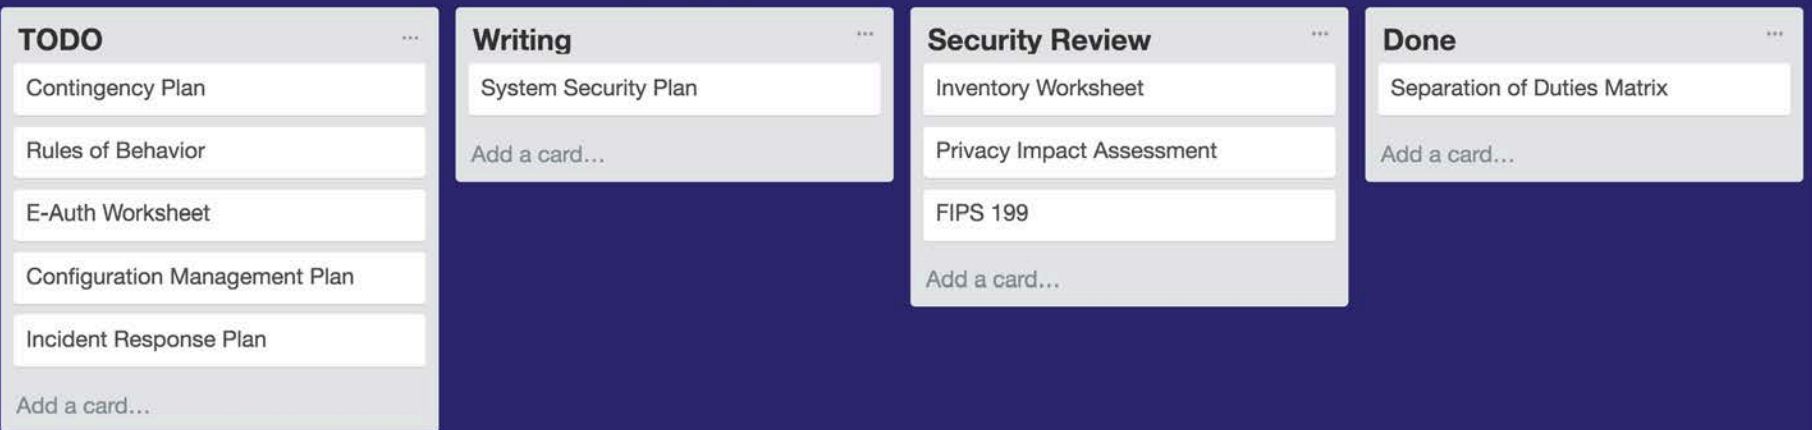 TODO
...
Contingency Plan
Rules of Behavior
E-Auth Worksheet
Configuration Management Plan
Incident Response Plan
Add a card...
Writing
...
System Security Plan
Add a card...
Security Review
...
Inventory Worksheet
Privacy Impact Assessment
FIPS 199
Add a card...
Done
...
Separation of Duties Matrix
Add a card...